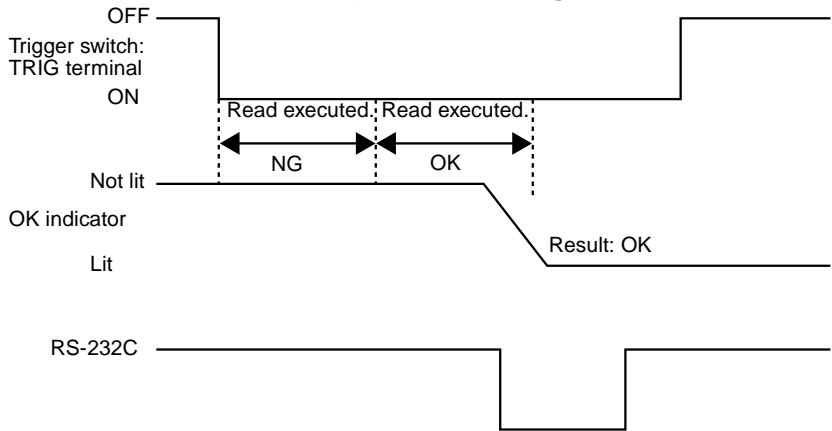 OFF
Trigger switch:
TRIG terminal
ON
Read executed. Read executed.
NG OK
Not lit
OK indicator
Result: OK
Lit
RS-232C